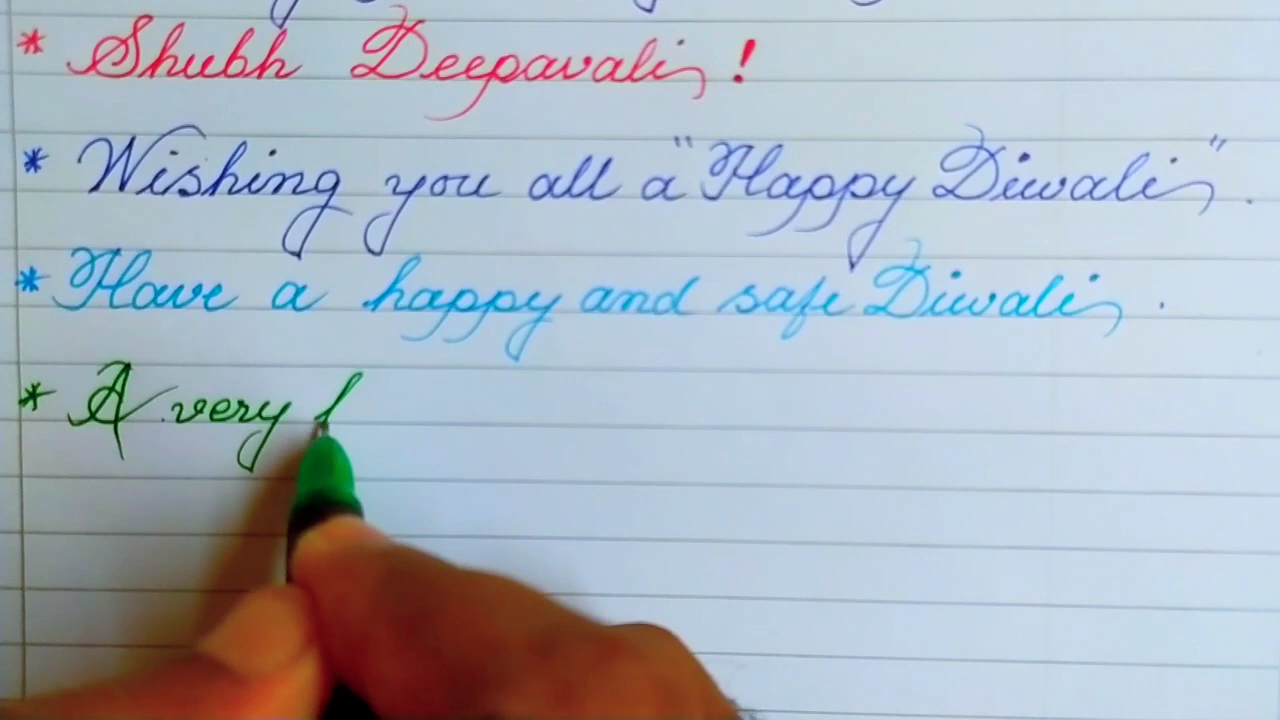 * Shubh Deepavali !
* Wishing you all a "Happy Diwali" .
* Have a happy and safe Diwali .
* A very